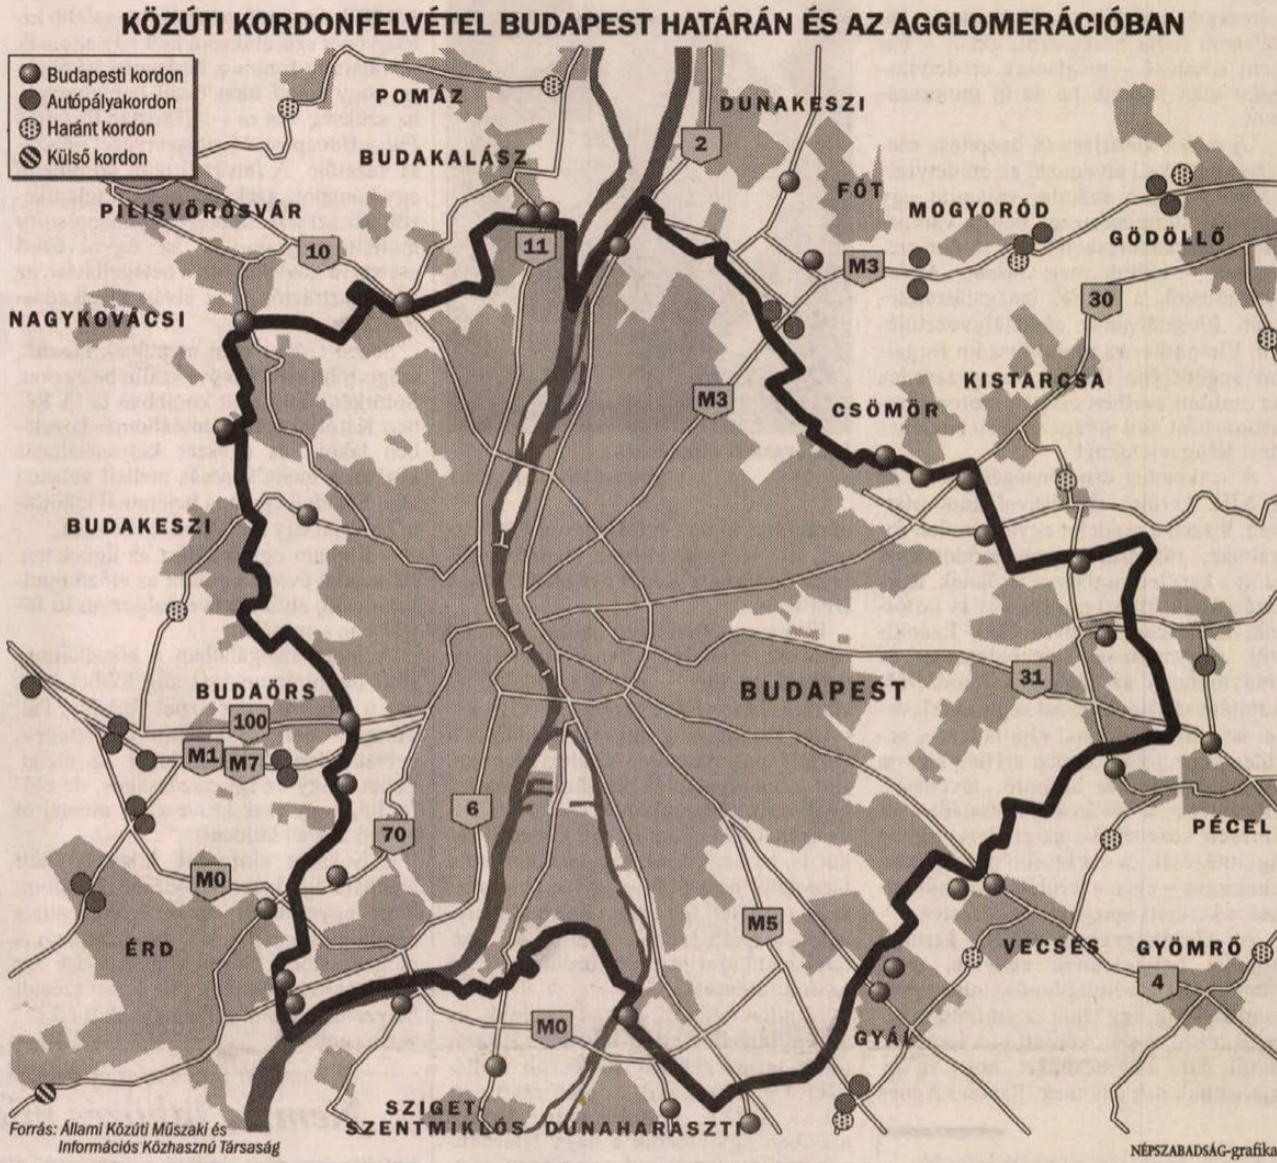 KÖZÚTI KORDONFELVÉTEL BUDAPEST HATÁRÁN ÉS AZ AGGLOMERÁCIÓBAN
Budapesti kordon
Autópályakordon
Haránt kordon
Külső kordon
POMÁZ
DUNAKESZI
2
BUDAKALÁSZ
FÓT
PILISVÖRÖSVÁR
MOGYORÓD
GÖDÖLLŐ
10
11
M3
30
NAGYKOVÁCSI
KISTARCSA
M3
CSÖMÖR
BUDAKESZI
31
BUDAÖRS
BUDAPEST
100
M1
M7
6
70
PÉCEL
M0
M5
ÉRD
VECSÉS
GYÖMRŐ
4
M0
GYÁL
SZIGET-
SZENTMIKLÓS
DUNAHARASZTI
Forrás: Állami Közúti Műszaki és
Információs Közhasznú Társaság
NÉPSZABADSÁG-grafika